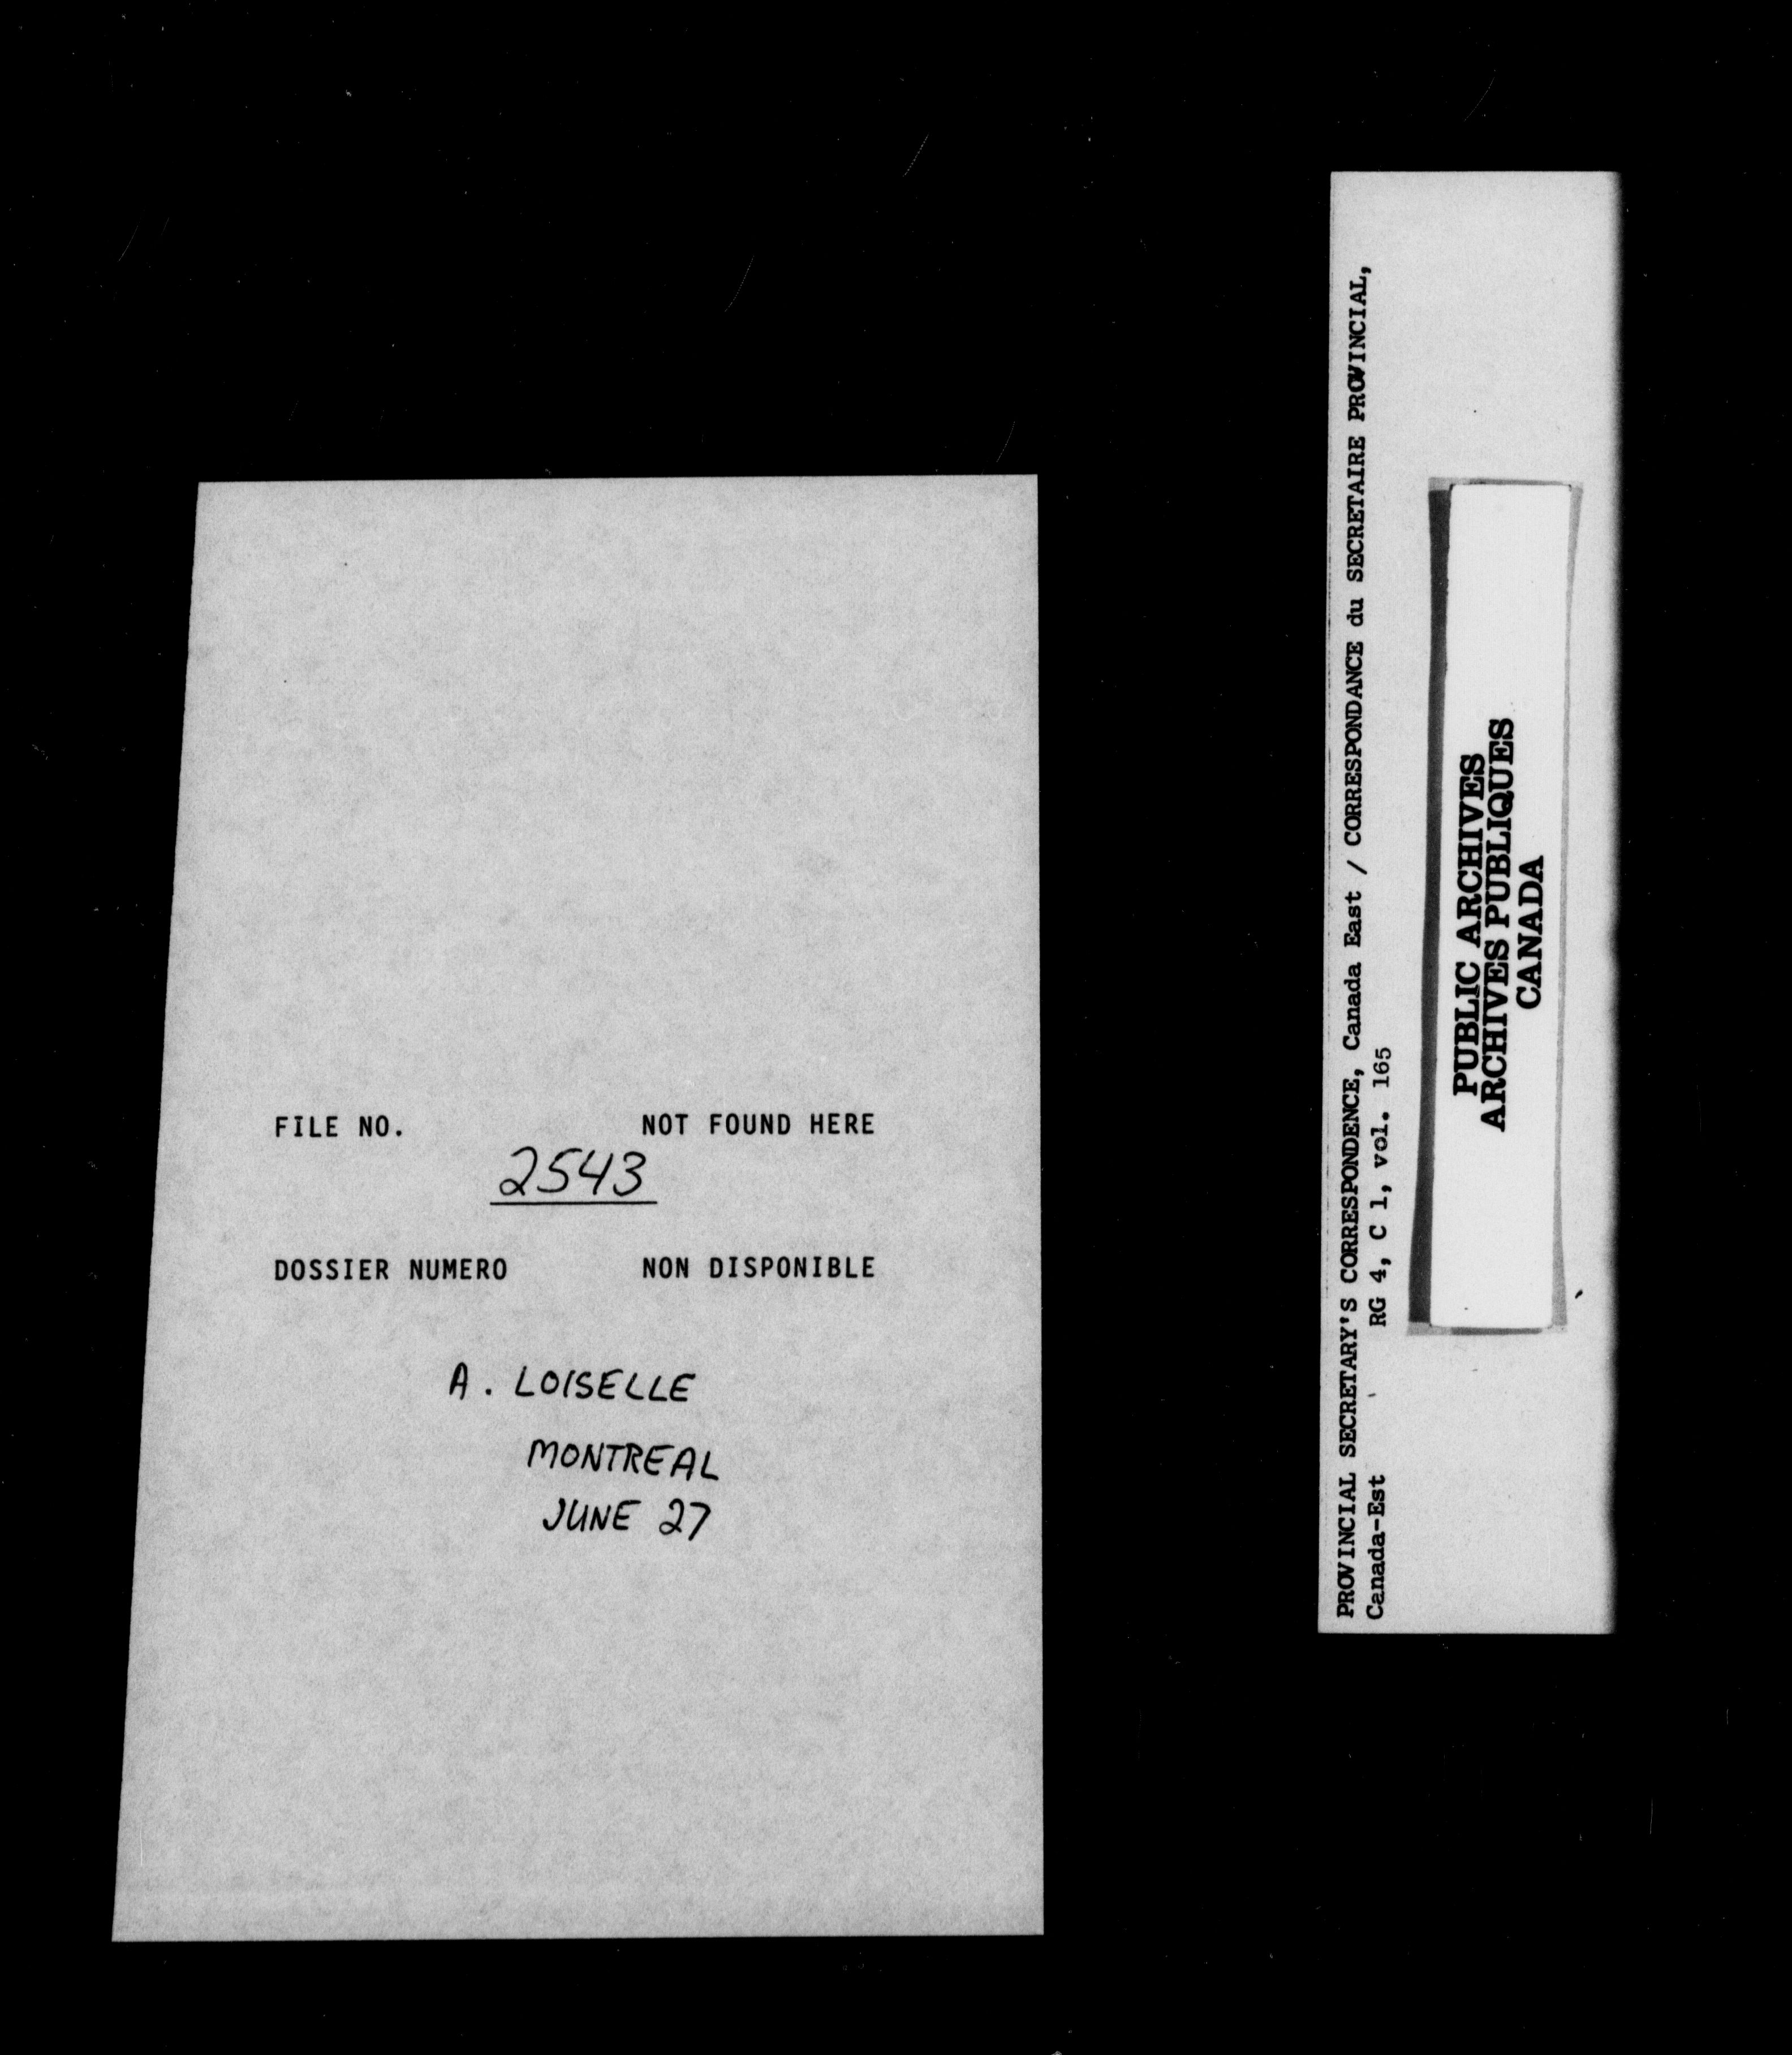 FILE NO. NOT FOUND HERE
2543
DOSSIER NUMERO NON DISPONIBLE
A. LOISELLE
MONTREAL
JUNE 27
PROVINCIAL SECRETARY'S CORRESPONDENCE, Canada East / CORRESPONDANCE du SECRETAIRE PROVINCIAL,
Canada-Est RG 4, C 1, vol. 165
PUBLIC ARCHIVES
ARCHIVES PUBLIQUES
CANADA